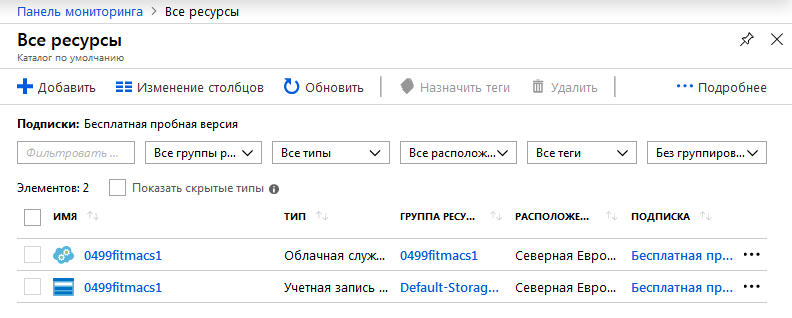 Панель мониторинга > Все ресурсы
Все ресурсы
Каталог по умолчанию
Добавить Изменение столбцов Обновить Назначить теги Удалить ••• Подробнее
Подписки: Бесплатная пробная версия
Фильтровать ... Все группы р... Все типы Все располож... Все теги Без группиров...
Элементов: 2 Показать скрытые типы
ИМЯ ТИП ГРУППА РЕСУ... РАСПОЛОЖЕ... ПОДПИСКА
0499fitmacs1 Облачная служ... 0499fitmacs1 Северная Евро... Бесплатная пр... •••
0499fitmacs1 Учетная запись ... Default-Storag... Северная Евро... Бесплатная пр... •••